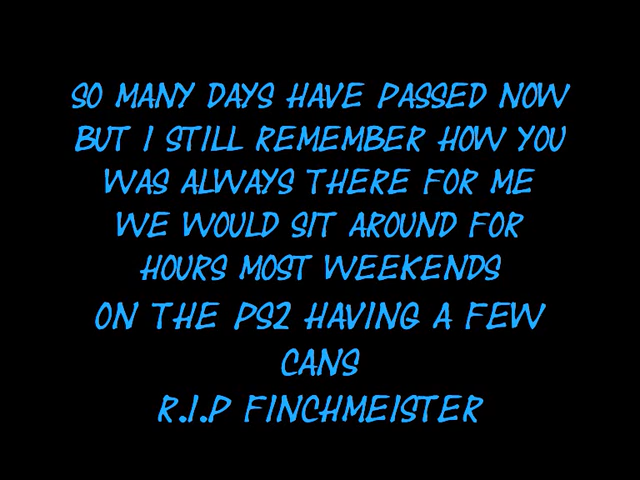 SO MANY DAYS HAVE PASSED NOW
BUT I STILL REMEMBER HOW YOU
WAS ALWAYS THERE FOR ME
WE WOULD SIT AROUND FOR
HOURS MOST WEEKENDS
ON THE PS2 HAVING A FEW
CANS
R.I.P FINCHMEISTER